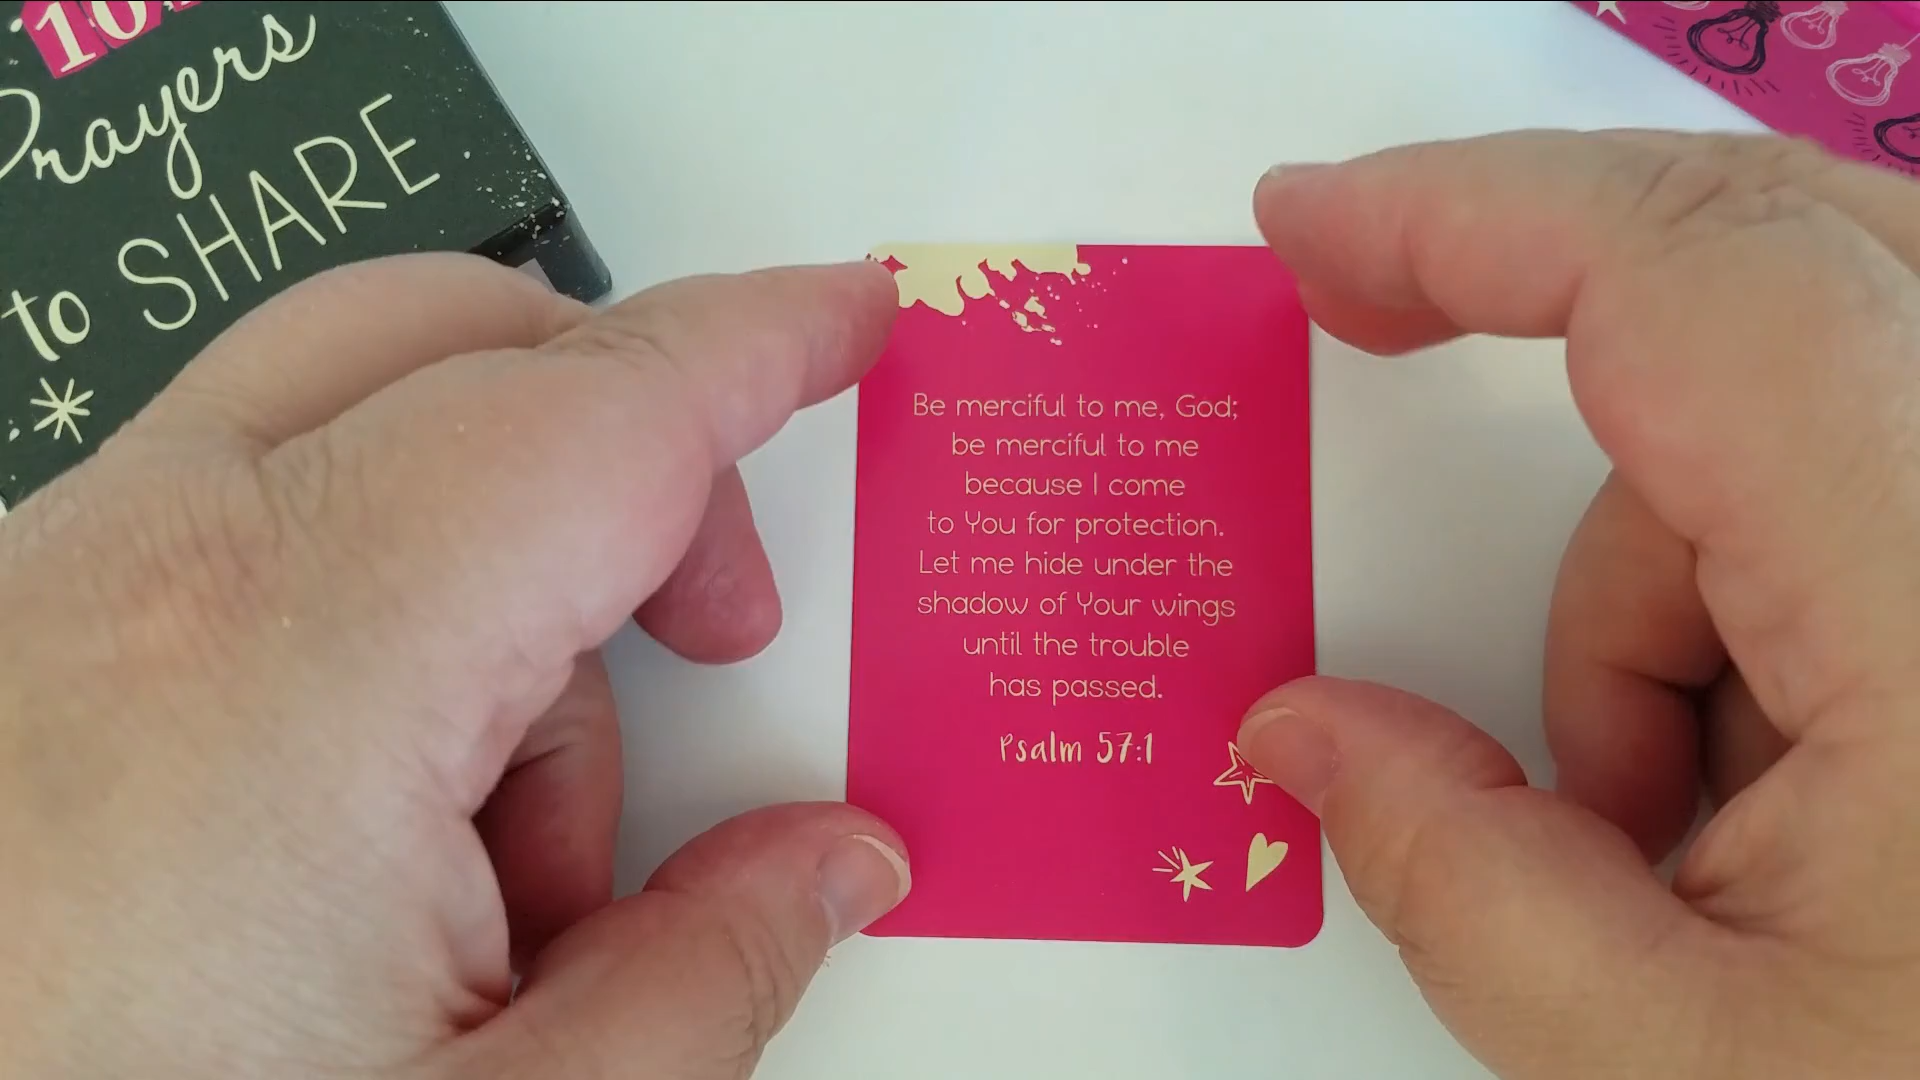 Prayers
to SHARE
Be merciful to me, God;
be merciful to me
because I come
to You for protection.
Let me hide under the
shadow of Your wings
until the trouble
has passed.
Psalm 57:1